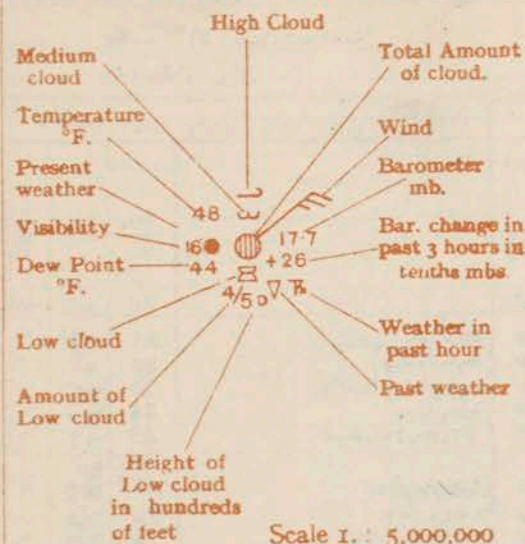 High Cloud
Medium
cloud
Total Amount
of cloud.
Temperature
°F.
Wind
Present
weather
Barometer
mb.
48
Visibility
16
17.7
Bar. change in
past 3 hours in
tenths mbs.
Dew Point
°F.
44
+26
4/50
Low cloud
Weather in
past hour
Amount of
Low cloud
Past weather
Height of
Low cloud
in hundreds
of feet
Scale 1. : 5,000,000